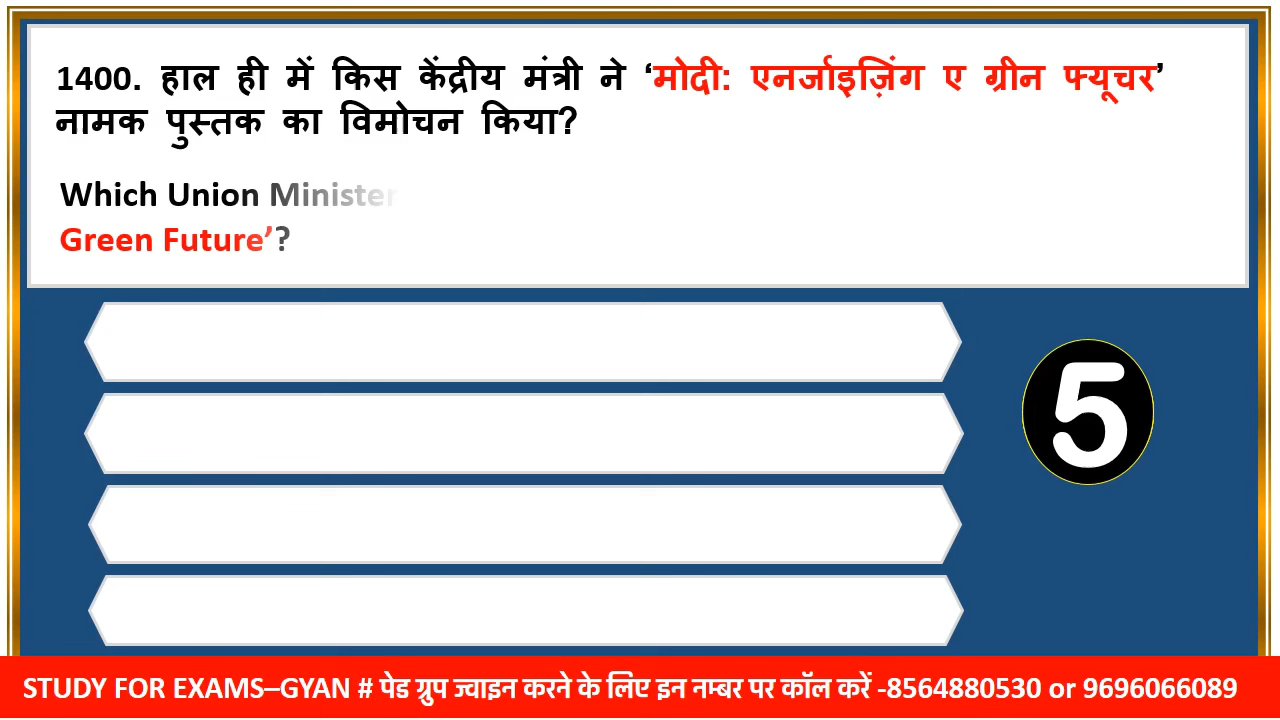 1400. हाल ही में किस केंद्रीय मंत्री ने ‘मोदी: एनर्जाइज़िंग ए ग्रीन फ्यूचर’
नामक पुस्तक का विमोचन किया?
Which Union Minister
Green Future’?
5
STUDY FOR EXAMS–GYAN # पेड ग्रुप ज्वाइन करने के लिए इन नम्बर पर कॉल करें -8564880530 or 9696066089